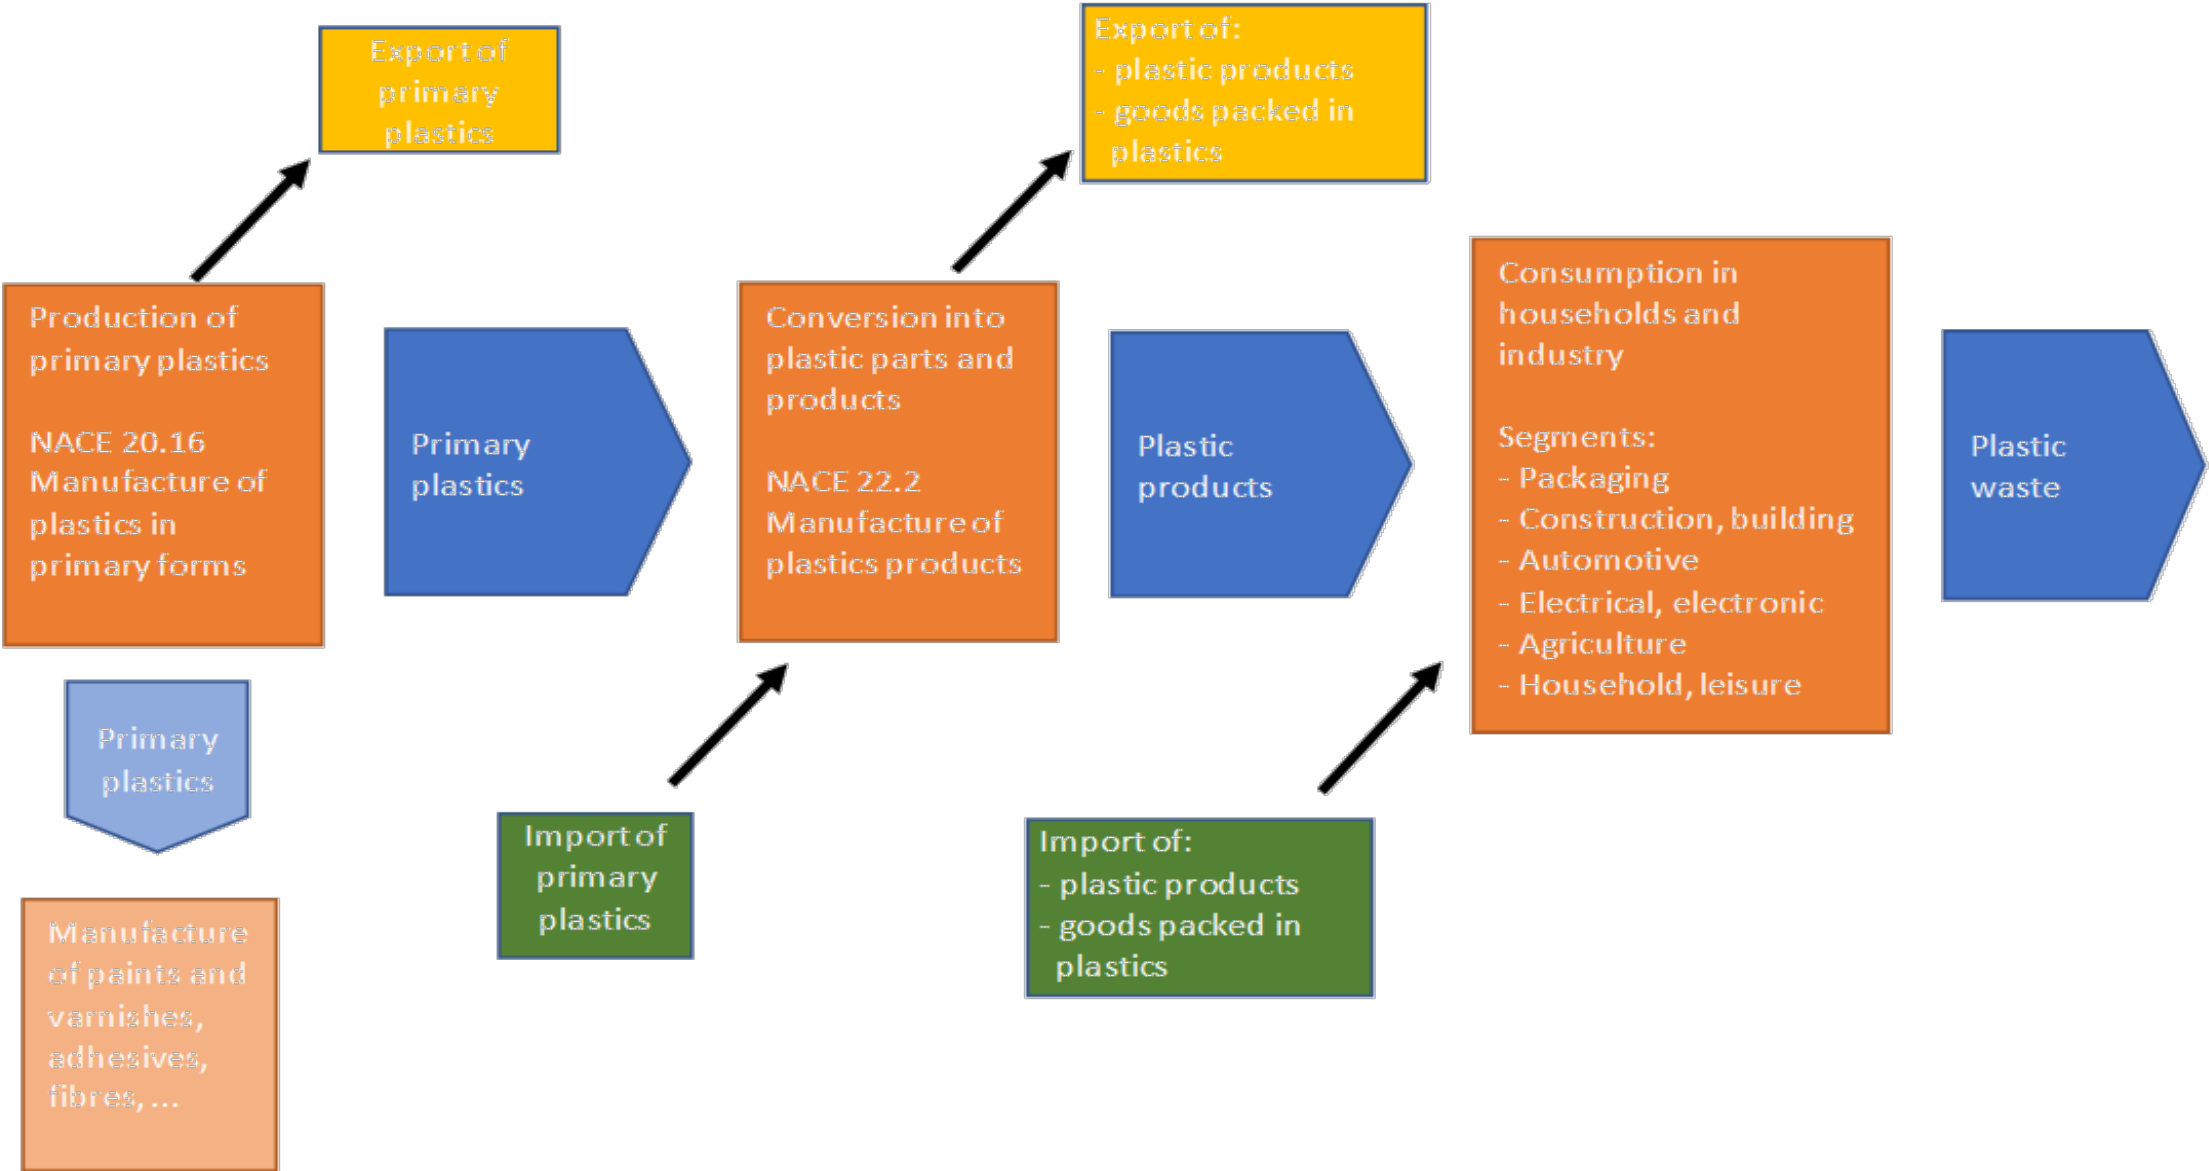 Export of
primary
plastics
Export of:
- plastic products
- goods packed in
plastics
Production of
primary plastics
NACE 20.16
Manufacture of
plastics in
primary forms
Primary
plastics
Conversion into
plastic parts and
products
NACE 22.2
Manufacture of
plastics products
Plastic
products
Consumption in
households and
industry
Segments:
- Packaging
- Construction, building
- Automotive
- Electrical, electronic
- Agriculture
- Household, leisure
Plastic
waste
Primary
plastics
Import of
primary
plastics
Import of:
- plastic products
- goods packed in
plastics
Manufacture
of paints and
varnishes,
adhesives,
fibres, ...